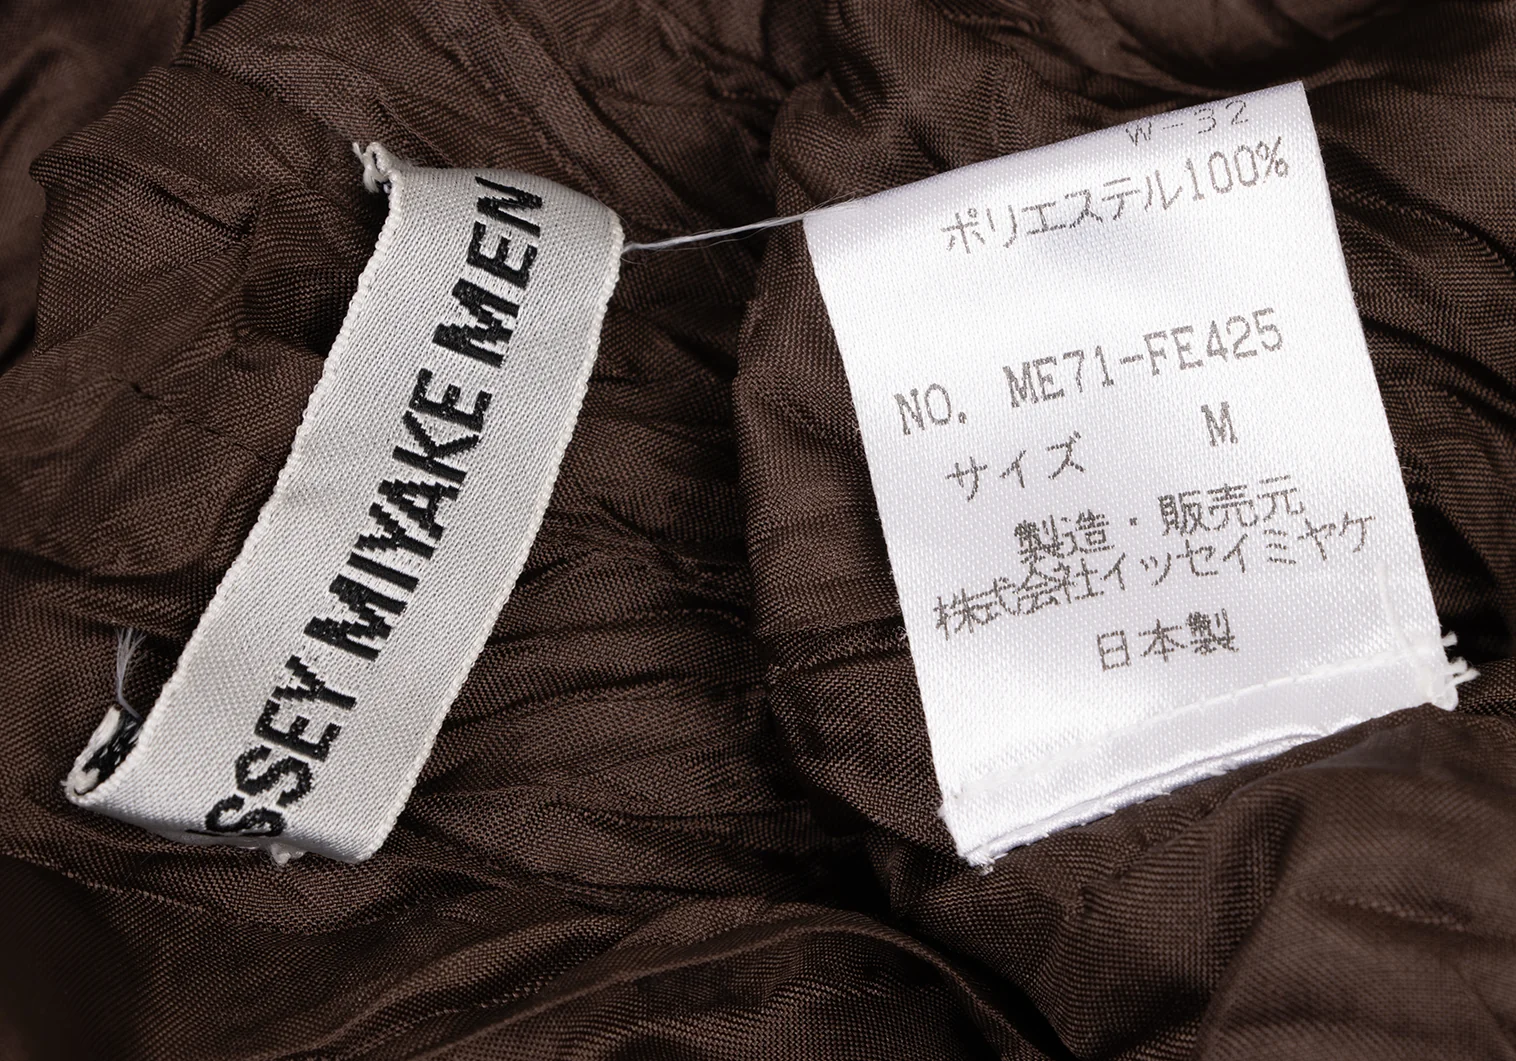 ISSEY MIYAKE MEN
W-32
ポリエステル100%
NO. ME71-FE425
サイズ M
製造・販売元
株式会社イッセイミヤケ
日本製